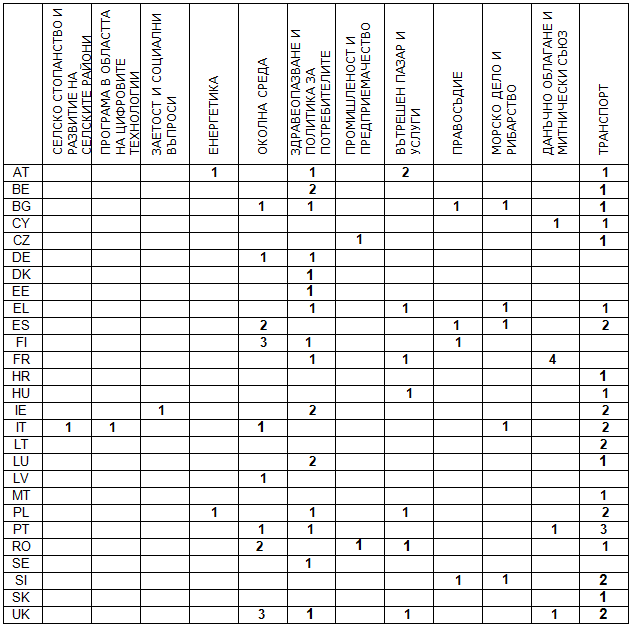 СЕЛСКО СТОПАНСТВО И
РАЗВИТИЕ НА
СЕЛСКИТЕ РАЙОНИ
ПРОГРАМА В ОБЛАСТТА
НА ЦИФРОВИТЕ
ТЕХНОЛОГИИ
ЗАЕТОСТ И СОЦИАЛНИ
ВЪПРОСИ
ЕНЕРГЕТИКА
ОКОЛНА СРЕДА
ЗДРАВЕОПАЗВАНЕ И
ПОЛИТИКА ЗА
ПОТРЕБИТЕЛИТЕ
ПРОМИШЛЕНОСТ И
ПРЕДПРИЕМАЧЕСТВО
ВЪТРЕШЕН ПАЗАР И
УСЛУГИ
ПРАВОСЪДИЕ
МОРСКО ДЕЛО И
РИБАРСТВО
ДАНЪЧНО ОБЛАГАНЕ И
МИТНИЧЕСКИ СЪЮЗ
ТРАНСПОРТ
AT 1 1 2 1
BE 2 1
BG 1 1 1 1 1
CY 1 1
CZ 1 1
DE 1 1
DK 1
EE 1
EL 1 1 1 1
ES 2 1 1 2
FI 3 1 1
FR 1 1 4
HR 1
HU 1 1
IE 1 2 2
IT 1 1 1 1 2
LT 2
LU 2 1
LV 1
MT 1
PL 1 1 1 2
PT 1 1 1 3
RO 2 1 1 1
SE 1
SI 1 1 2
SK 1
UK 3 1 1 1 2